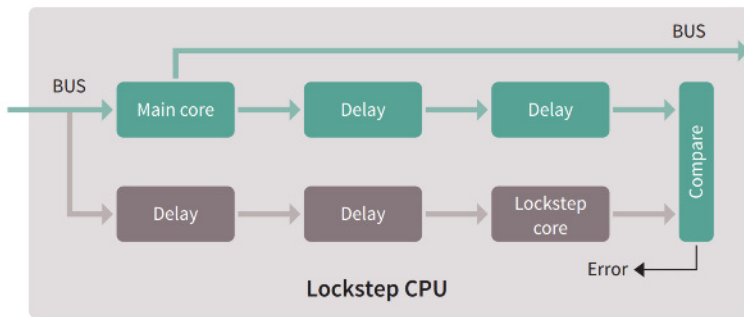 BUS
BUS
Main core
Delay
Delay
Compare
Delay
Delay
Lockstep
core
Error
Lockstep CPU